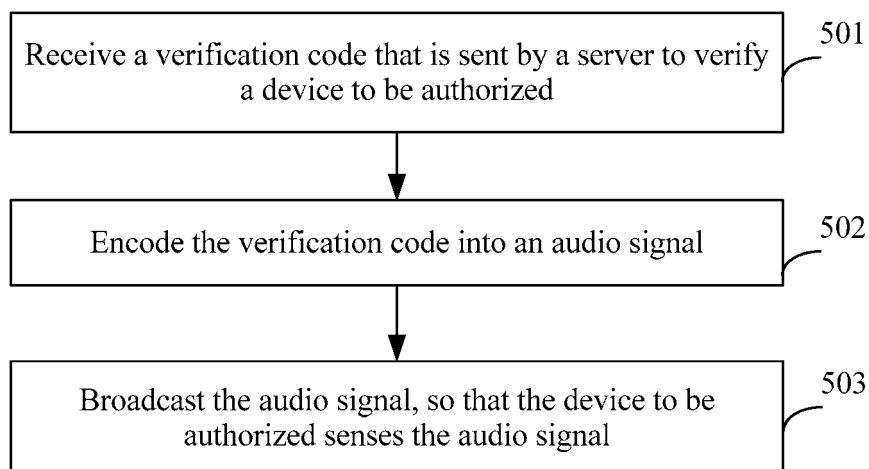 Receive a verification code that is sent by a server to verify
a device to be authorized
501
Encode the verification code into an audio signal
502
Broadcast the audio signal, so that the device to be
authorized senses the audio signal
503